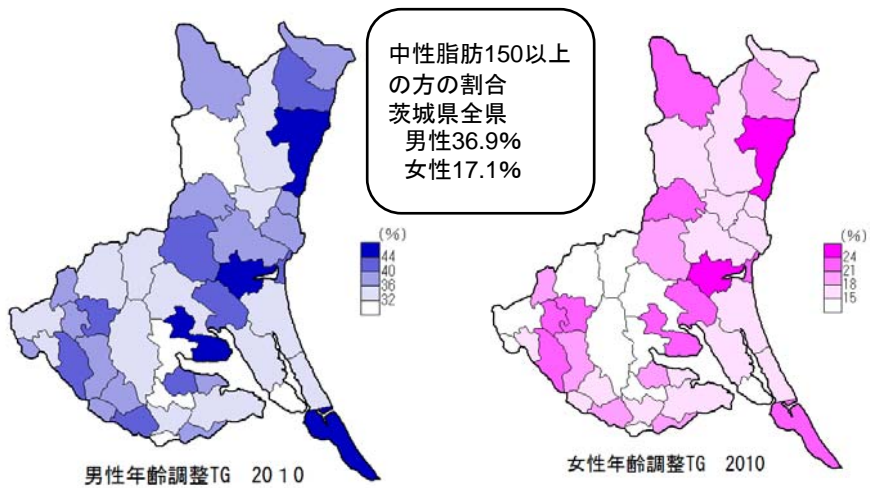 中性脂肪150以上
の方の割合
茨城県全県
男性36.9%
女性17.1%
(%)
44
40
36
32
(%)
24
21
18
15
男性年齢調整TG 2010
女性年齢調整TG 2010